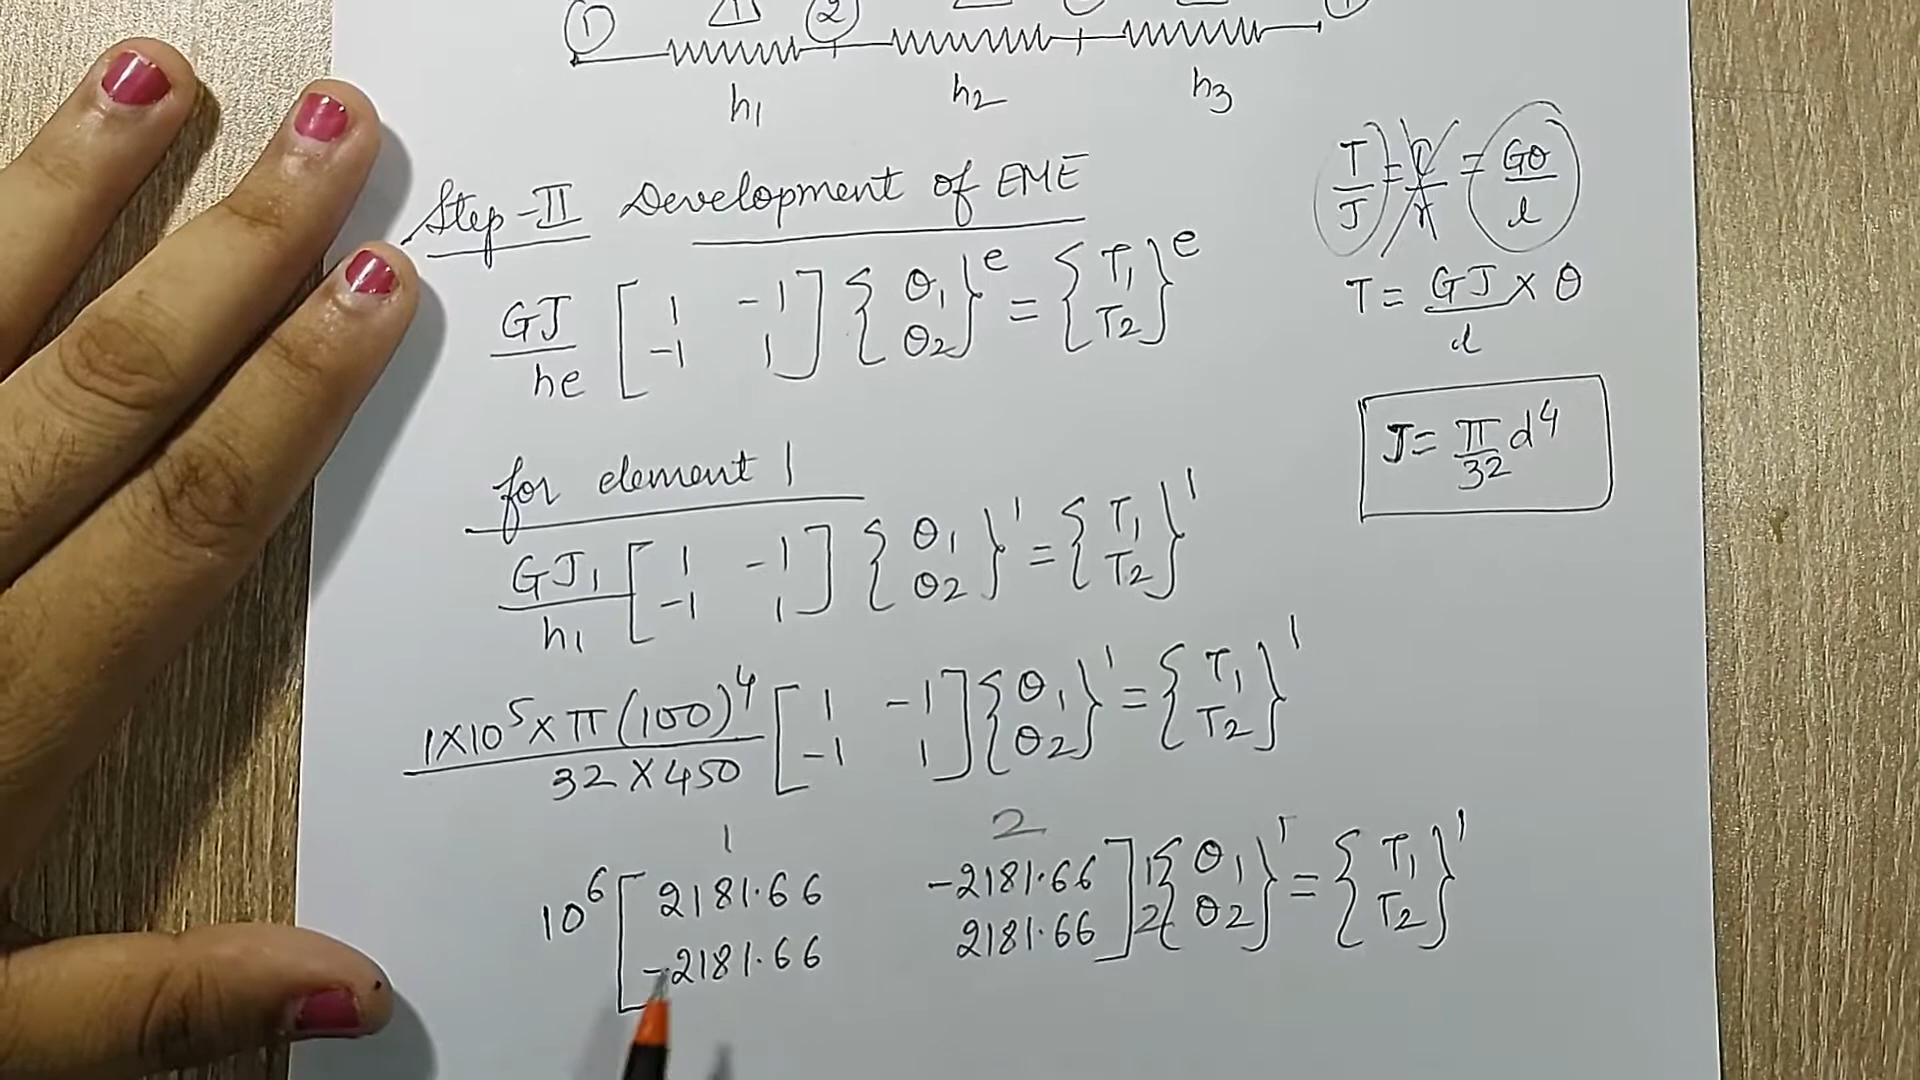 1 1 2
h1 h2 h3
T/J = τ/r = Gθ/l
T = GJ/l × θ
J = π/32 d^4
Step-II Development of EME
GJ/he [1 -1; -1 1] {θ1; θ2}^e = {T1; T2}^e
for element 1
GJ1/h1 [1 -1; -1 1] {θ1; θ2}^1 = {T1; T2}^1
1×10^5×π(100)^4 / 32×450 [1 -1; -1 1] {θ1; θ2}^1 = {T1; T2}^1
1 2
10^6 [2181.66 -2181.66; -2181.66 2181.66] 1 2 {θ1; θ2}^1 = {T1; T2}^1